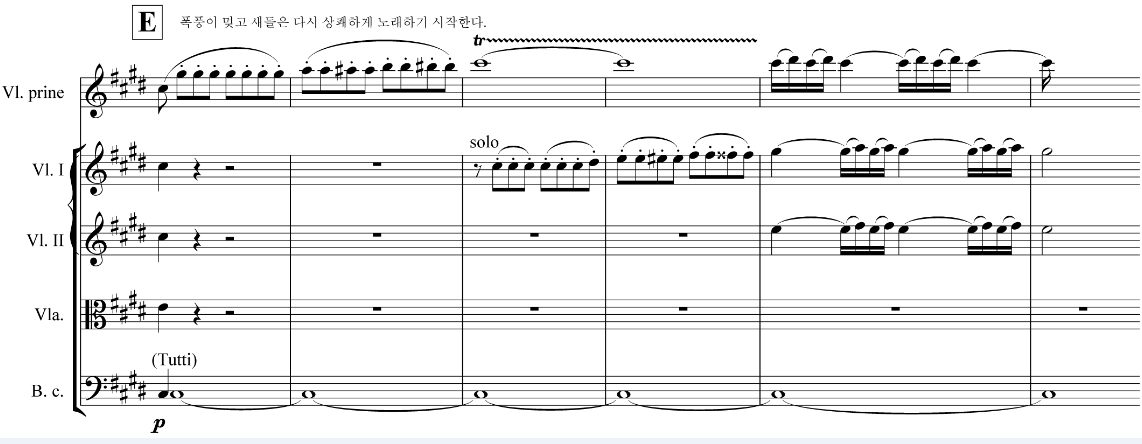 E 폭풍이 멎고 새들은 다시 상쾌하게 노래하기 시작한다.
tr
Vl. prine
solo
Vl. I
Vl. II
Vla.
(Tutti)
B. c.
p